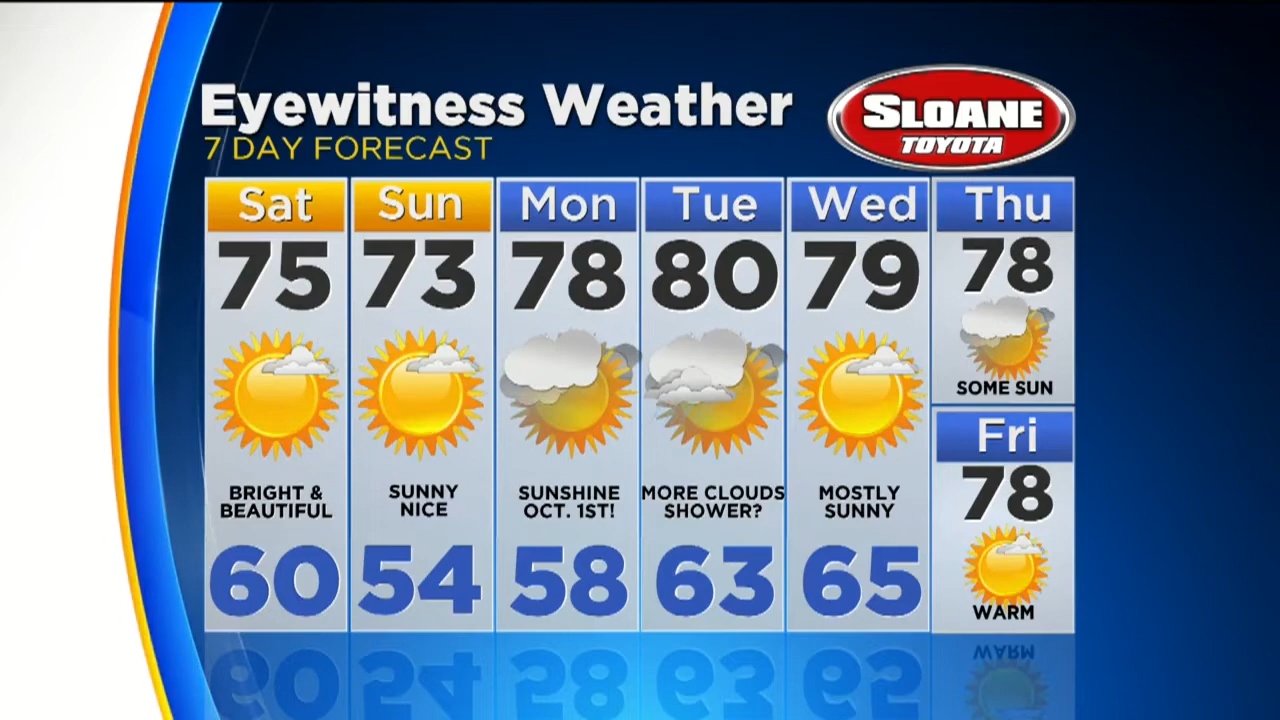 Eyewitness Weather
7 DAY FORECAST
SLOANE
TOYOTA
Sat
75
BRIGHT &
BEAUTIFUL
60
Sun
73
SUNNY
NICE
54
Mon
78
SUNSHINE
OCT. 1ST!
58
Tue
80
MORE CLOUDS
SHOWER?
63
Wed
79
MOSTLY
SUNNY
65
Thu
78
SOME SUN
Fri
78
WARM